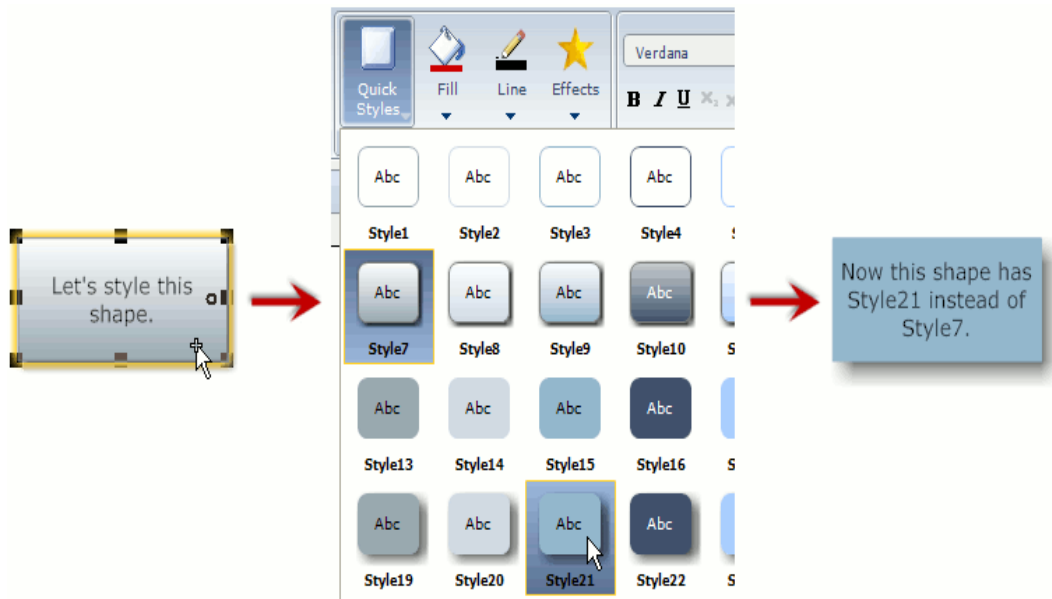 Let's style this
shape.
Quick
Styles
Fill
Line
Effects
Verdana
B I U X₂
Abc
Abc
Abc
Abc
Style1
Style2
Style3
Style4
Abc
Abc
Abc
Abc
Style7
Style8
Style9
Style10
S
Abc
Abc
Abc
Abc
Style13
Style14
Style15
Style16
S
Abc
Abc
Abc
Abc
Style19
Style20
Style21
Style22
S
Now this shape has
Style21 instead of
Style7.